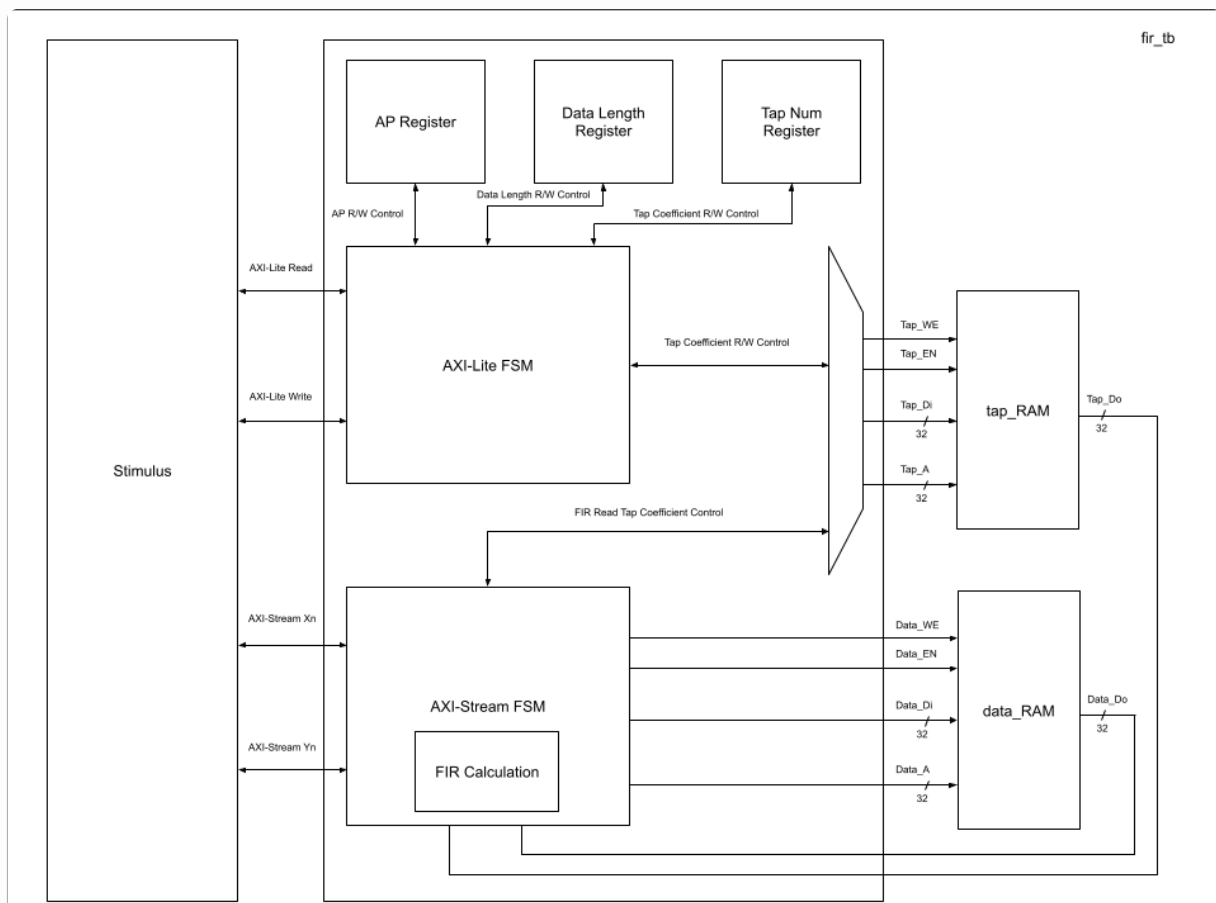 fir_tb
AP Register
Data Length
Register
Tap Num
Register
Data Length R/W Control
AP R/W Control
Tap Coefficient R/W Control
AXI-Lite Read
AXI-Lite Write
AXI-Lite FSM
Tap Coefficient R/W Control
Tap_WE
Tap_EN
Tap_Di
32
Tap_A
32
tap_RAM
Tap_Do
32
Stimulus
FIR Read Tap Coefficient Control
AXI-Stream Xn
AXI-Stream Yn
AXI-Stream FSM
FIR Calculation
Data_WE
Data_EN
Data_Di
32
Data_A
32
data_RAM
Data_Do
32